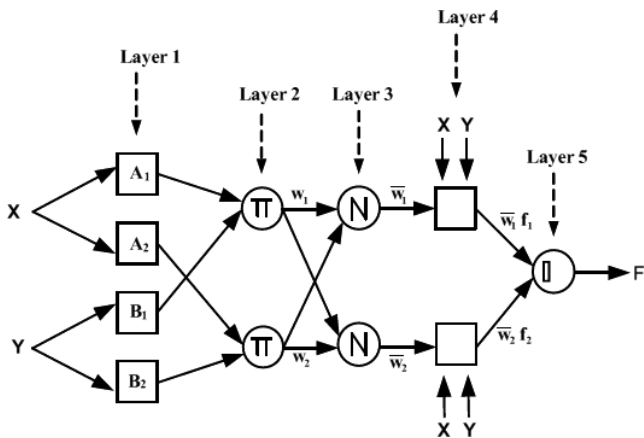 Layer 1
Layer 2
Layer 3
Layer 4
Layer 5
X Y
X
A₁
A₂
Y
B₁
B₂
π
w₁
N
w̅₁
w̅₁ f₁
π
w₂
N
w̅₂
w̅₂ f₂
F
X Y